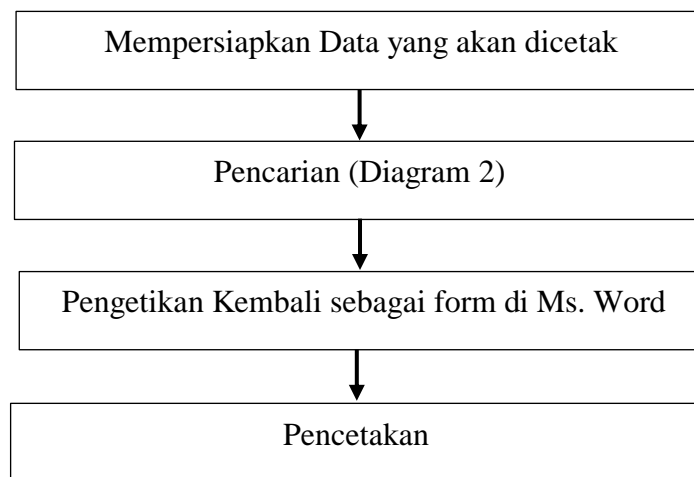 Mempersiapkan Data yang akan dicetak
Pencarian (Diagram 2)
Pengetikan Kembali sebagai form di Ms. Word
Pencetakan